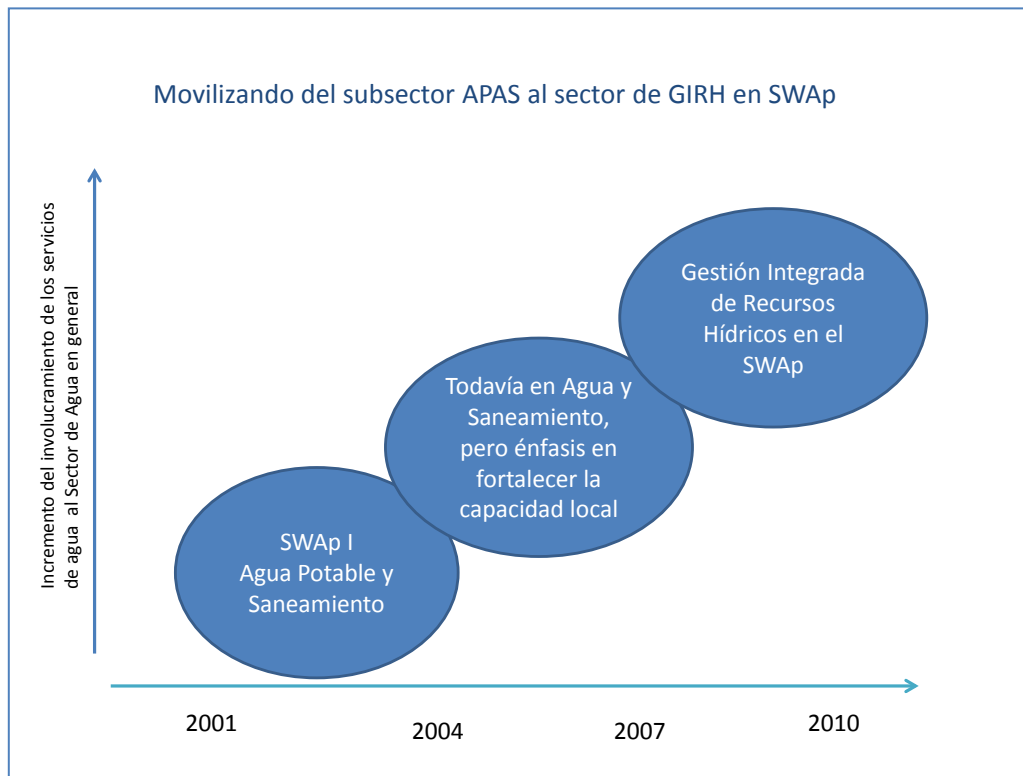 Movilizando del subsector APAS al sector de GIRH en SWAp
Incremento del involucramiento de los servicios
de agua al Sector de Agua en general
Gestión Integrada
de Recursos
Hídricos en el
SWAp
Todavía en Agua y
Saneamiento,
pero énfasis en
fortalecer la
capacidad local
SWAp I
Agua Potable y
Saneamiento
2001
2004
2007
2010